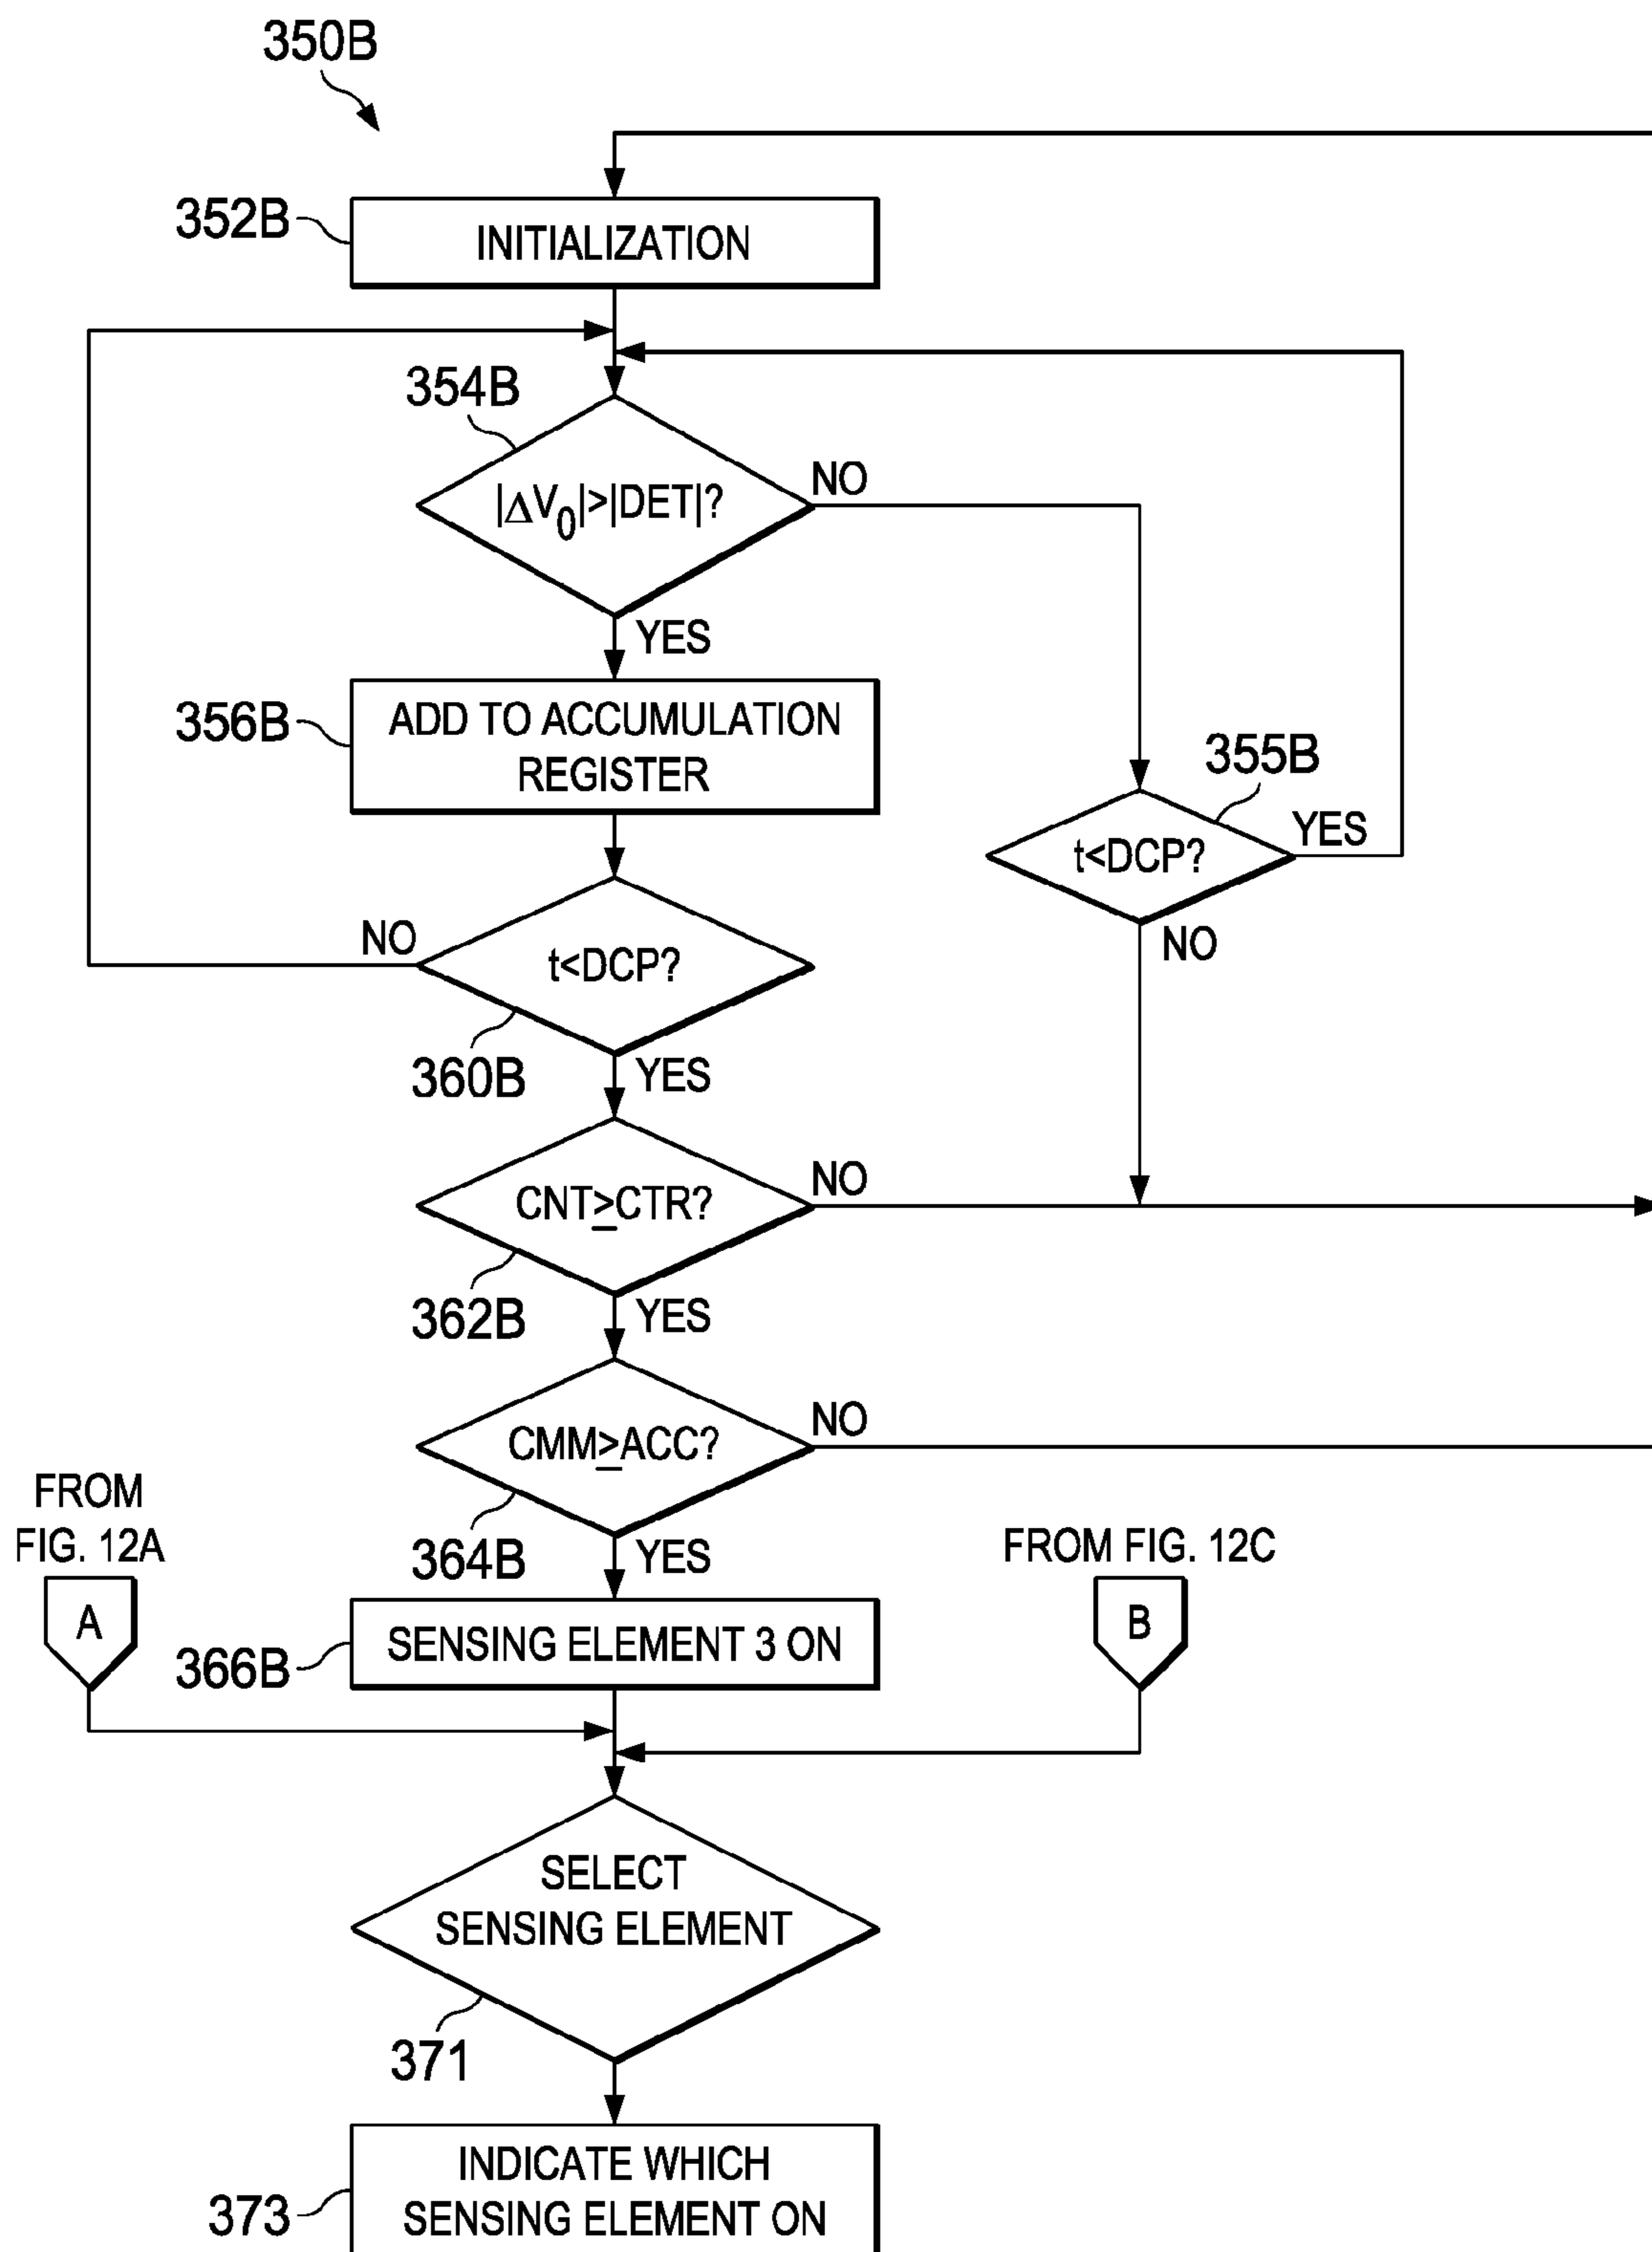 350B
352B
INITIALIZATION
354B
|ΔV0|>|DET|?
NO
YES
356B
ADD TO ACCUMULATION
REGISTER
355B
t<DCP?
YES
NO
NO
t<DCP?
360B
YES
CNT≥CTR?
NO
362B
YES
CMM≥ACC?
NO
364B
YES
FROM
FIG. 12A
A
FROM FIG. 12C
B
366B
SENSING ELEMENT 3 ON
SELECT
SENSING ELEMENT
371
INDICATE WHICH
SENSING ELEMENT ON
373